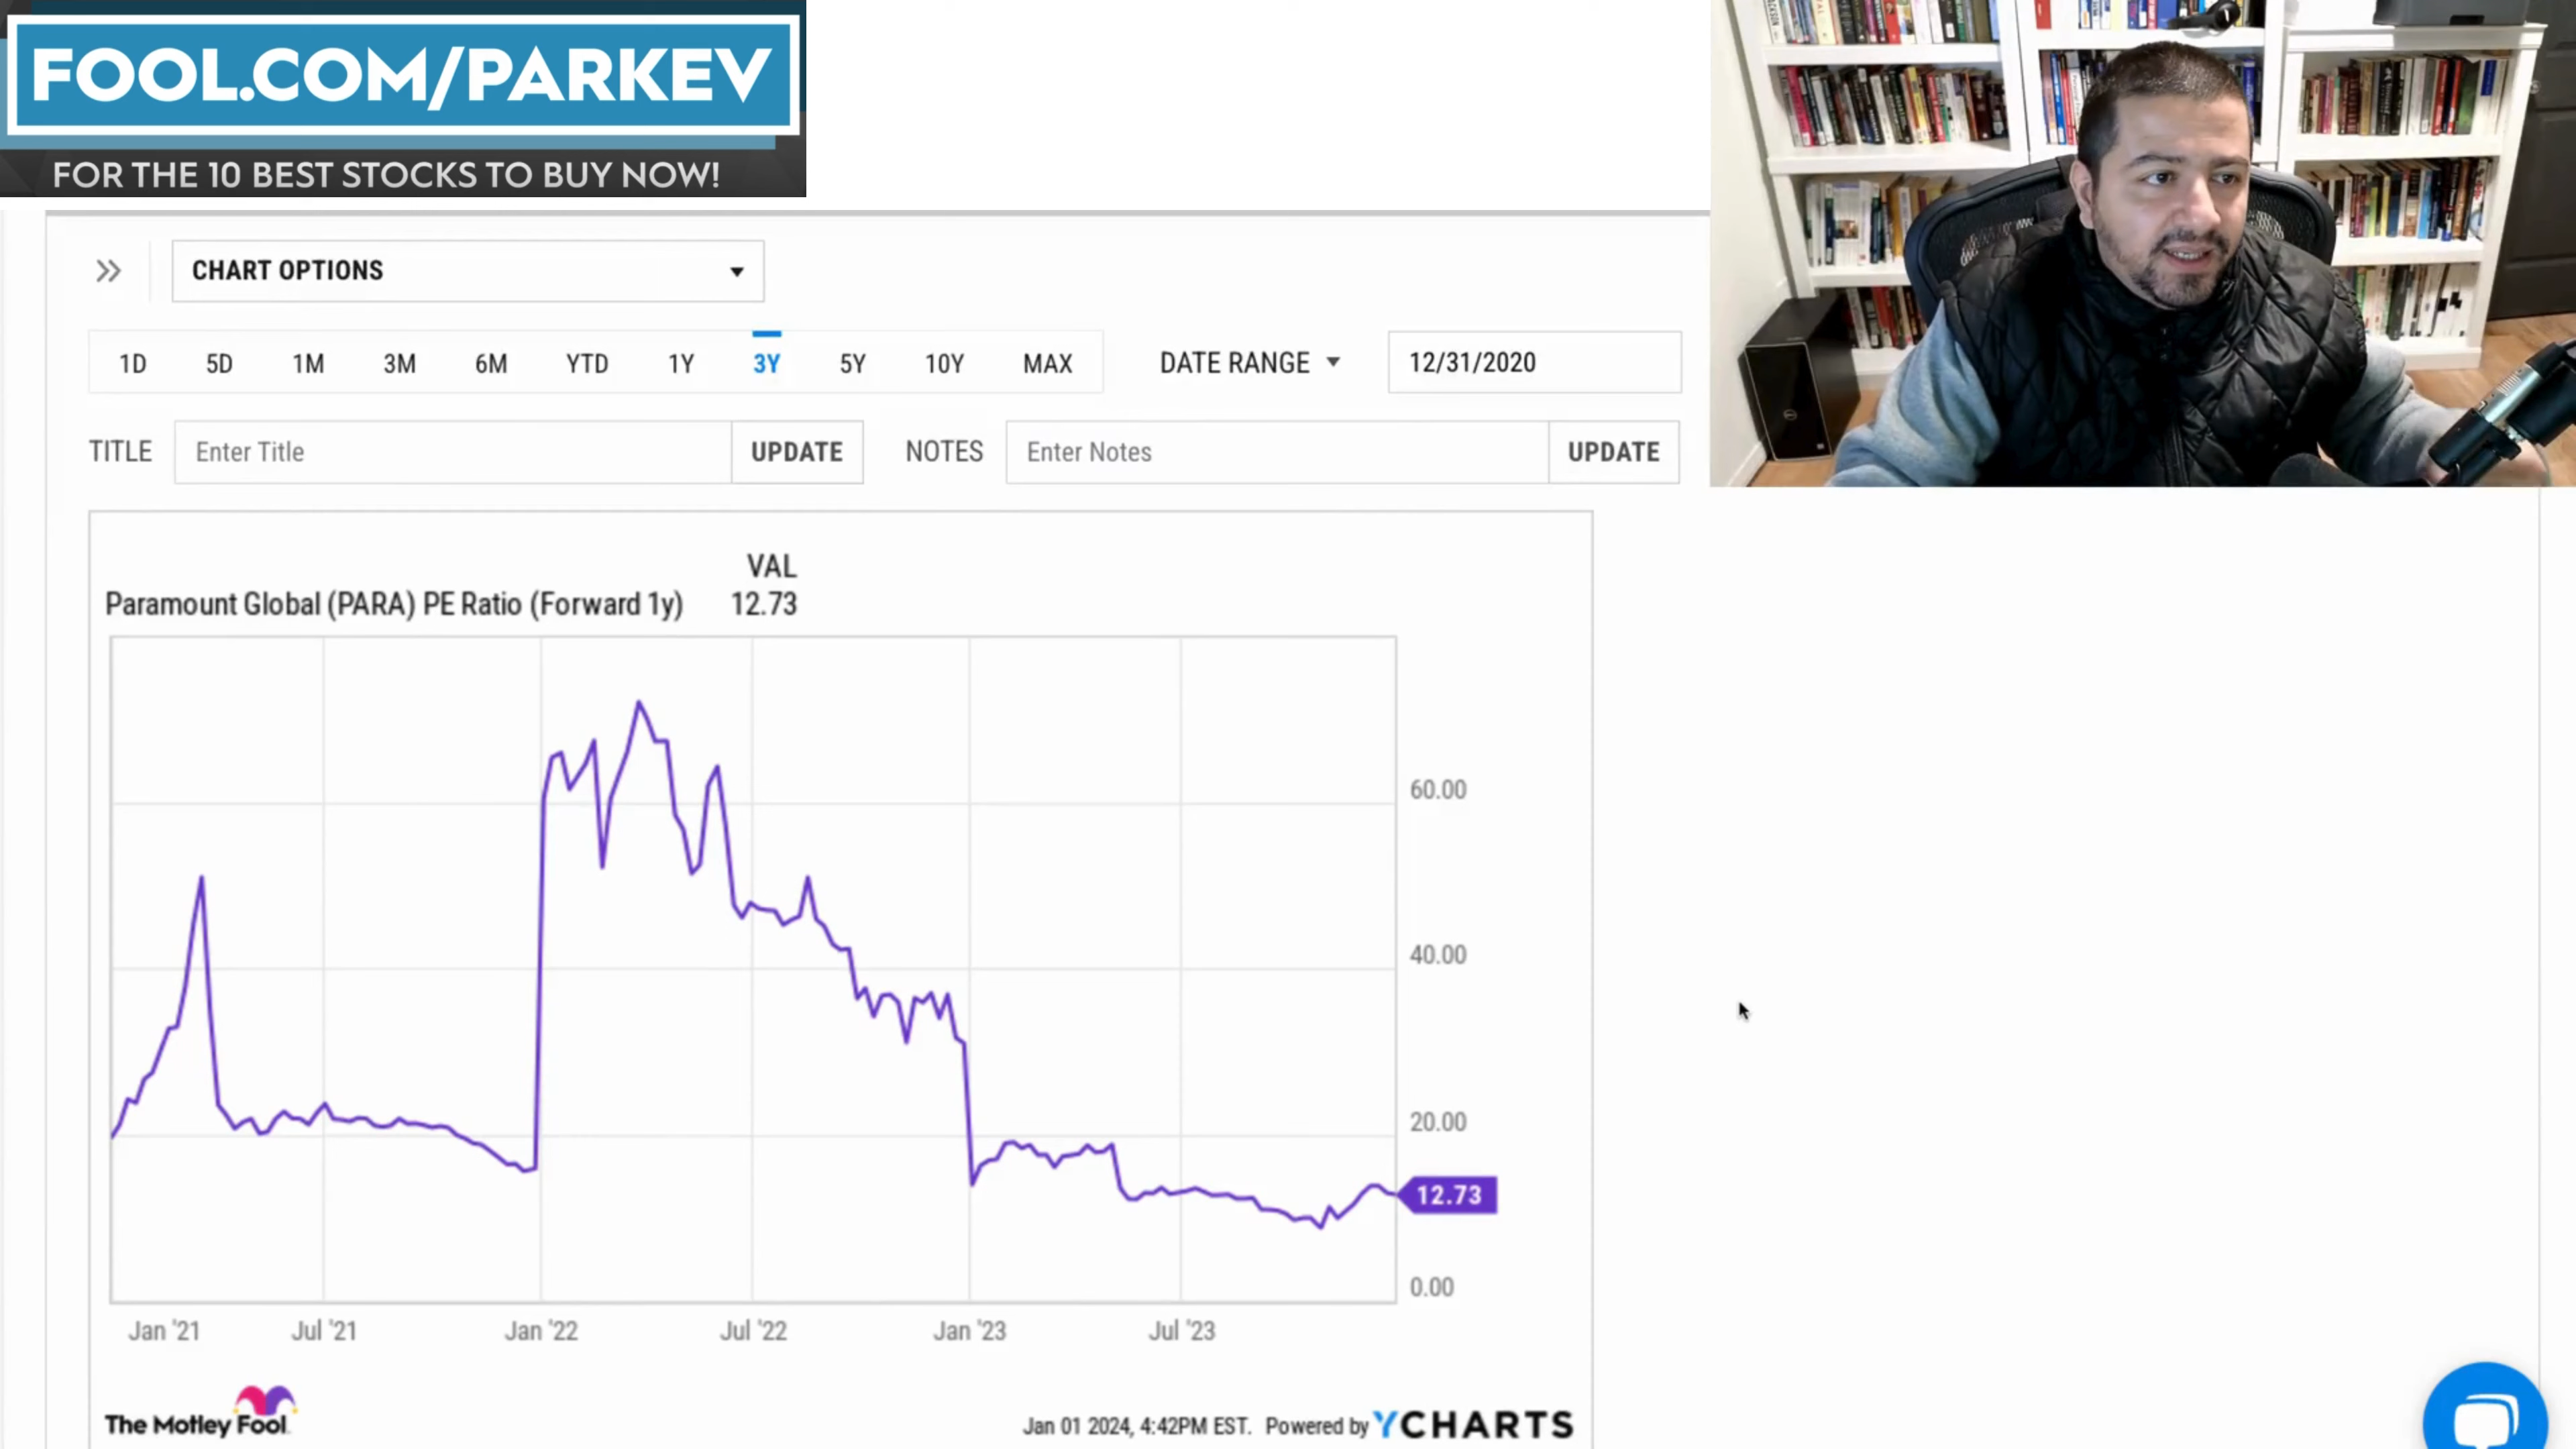 FOOL.COM/PARKEV
FOR THE 10 BEST STOCKS TO BUY NOW!
CHART OPTIONS
1D 5D 1M 3M 6M YTD 1Y 3Y 5Y 10Y MAX DATE RANGE 12/31/2020
TITLE Enter Title UPDATE NOTES Enter Notes UPDATE
VAL
Paramount Global (PARA) PE Ratio (Forward 1y) 12.73
60.00
40.00
20.00
12.73
0.00
Jan '21 Jul '21 Jan '22 Jul '22 Jan '23 Jul '23
The Motley Fool
Jan 01 2024, 4:42PM EST. Powered by YCHARTS